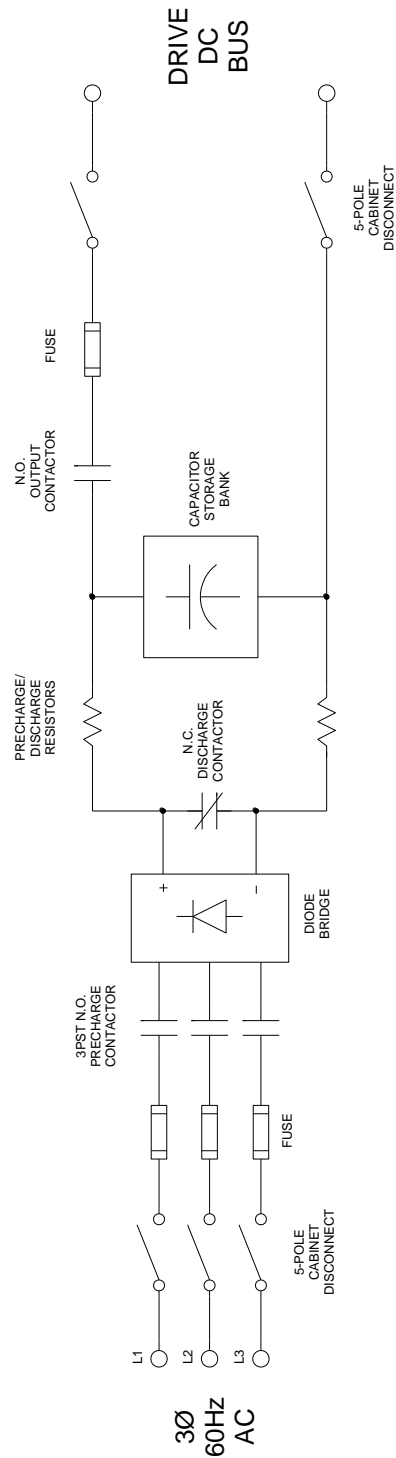 3Ø
60Hz
AC
L1
L2
L3
5-POLE
CABINET
DISCONNECT
FUSE
3PST N.O.
PRECHARGE
CONTACTOR
+
−
DIODE
BRIDGE
N.C.
DISCHARGE
CONTACTOR
PRECHARGE/
DISCHARGE
RESISTORS
CAPACITOR
STORAGE
BANK
N.O.
OUTPUT
CONTACTOR
FUSE
5-POLE
CABINET
DISCONNECT
DRIVE
DC
BUS